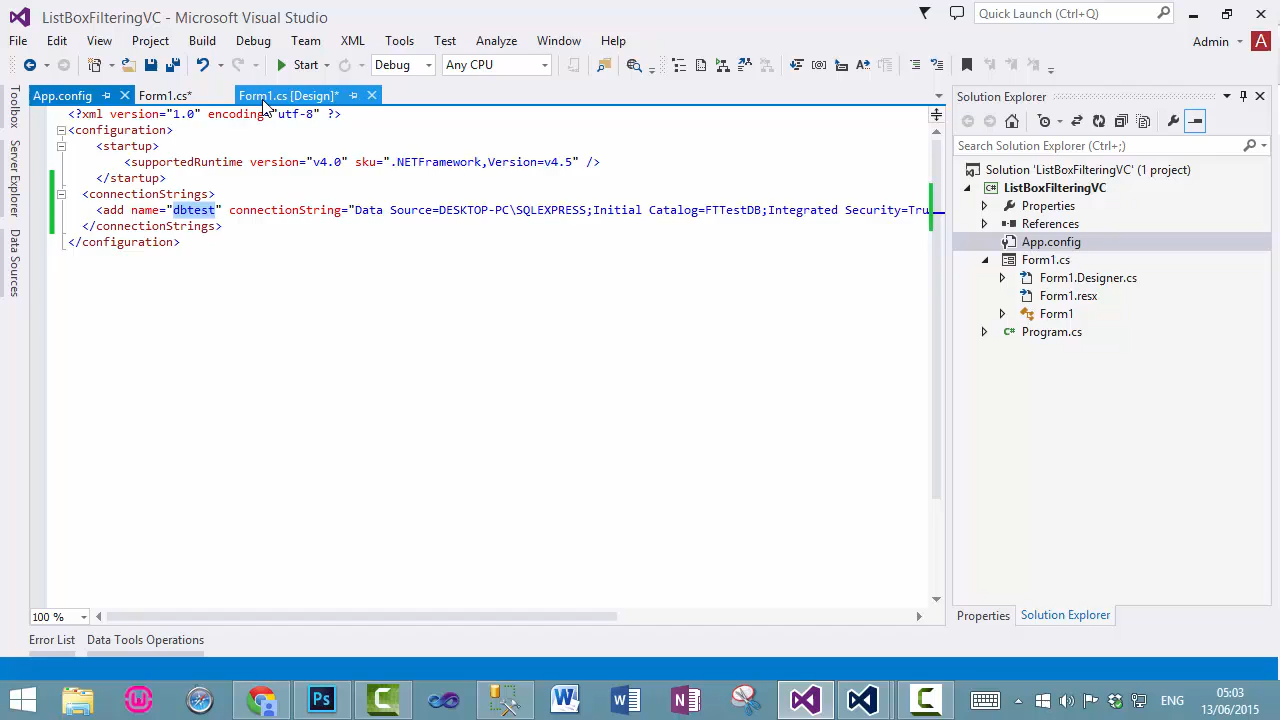 ListBoxFilteringVC - Microsoft Visual Studio
Quick Launch (Ctrl+Q)
File Edit View Project Build Debug Team XML Tools Test Analyze Window Help
Admin A
Start Debug Any CPU
App.config Form1.cs* Form1.cs [Design]*
Toolbox
Server Explorer
Data Sources
<?xml version="1.0" encoding="utf-8" ?>
<configuration>
<startup>
<supportedRuntime version="v4.0" sku=".NETFramework,Version=v4.5" />
</startup>
<connectionStrings>
<add name="dbtest" connectionString="Data Source=DESKTOP-PC\SQLEXPRESS;Initial Catalog=FTTestDB;Integrated Security=Tru
</connectionStrings>
</configuration>
100 %
Error List Data Tools Operations
Solution Explorer
Search Solution Explorer (Ctrl+;)
Solution 'ListBoxFilteringVC' (1 project)
C# ListBoxFilteringVC
Properties
References
App.config
Form1.cs
Form1.Designer.cs
Form1.resx
Form1
C# Program.cs
Properties Solution Explorer
Ps
W
W
N
C
ENG
05:03
13/06/2015